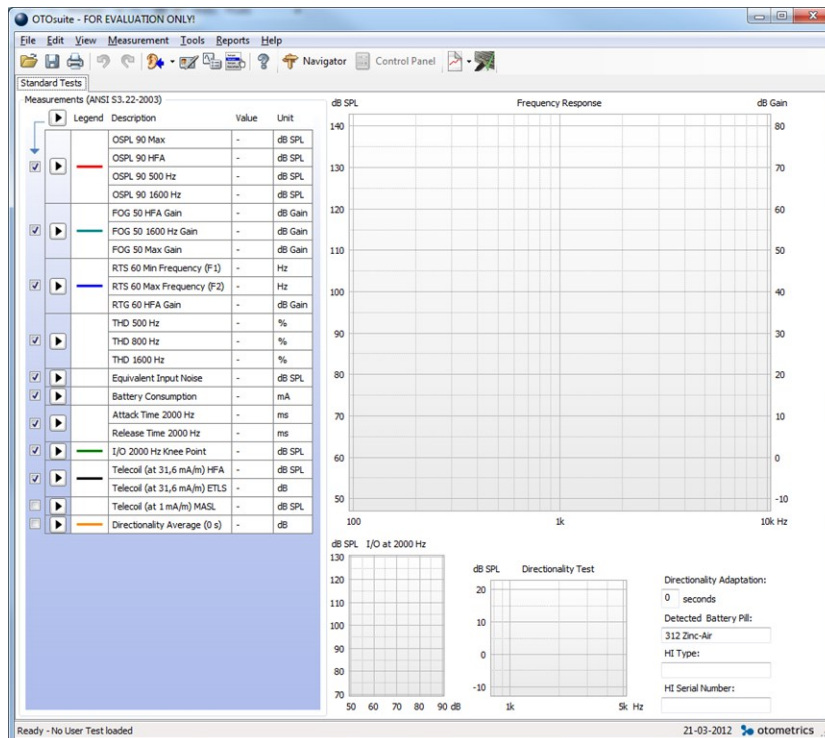 OTOsuite - FOR EVALUATION ONLY!
File Edit View Measurement Tools Reports Help
Navigator Control Panel
Standard Tests
Measurements (ANSI S3.22-2003)
Legend Description Value Unit
OSPL 90 Max - dB SPL
OSPL 90 HFA - dB SPL
OSPL 90 500 Hz - dB SPL
OSPL 90 1600 Hz - dB SPL
FOG 50 HFA Gain - dB Gain
FOG 50 1600 Hz Gain - dB Gain
FOG 50 Max Gain - dB Gain
RTS 60 Min Frequency (F1) - Hz
RTS 60 Max Frequency (F2) - Hz
RTG 60 HFA Gain - dB Gain
THD 500 Hz - %
THD 800 Hz - %
THD 1600 Hz - %
Equivalent Input Noise - dB SPL
Battery Consumption - mA
Attack Time 2000 Hz - ms
Release Time 2000 Hz - ms
I/O 2000 Hz Knee Point - dB SPL
Telecoil (at 31,6 mA/m) HFA - dB SPL
Telecoil (at 31,6 mA/m) ETLS - dB
Telecoil (at 1 mA/m) MASL - dB SPL
Directionality Average (0 s) - dB
dB SPL Frequency Response dB Gain
140 80
130 70
120 60
110 50
100 40
90 30
80 20
70 10
60 0
50 -10
100 1k 10k Hz
dB SPL I/O at 2000 Hz
130
120
110
100
90
80
70
50 60 70 80 90 dB
dB SPL Directionality Test
20
10
0
-10
1k 5k Hz
Directionality Adaptation:
0 seconds
Detected Battery Pill:
312 Zinc-Air
HI Type:
HI Serial Number:
Ready - No User Test loaded 21-03-2012 otometrics